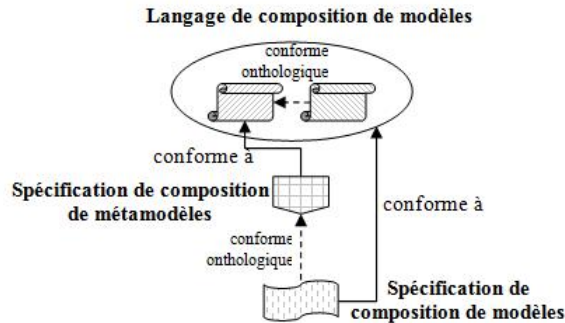 Langage de composition de modèles
conforme
onthologique
conforme à
Spécification de composition
de métamodèles
conforme à
conforme
onthologique
Spécification de
composition de modèles